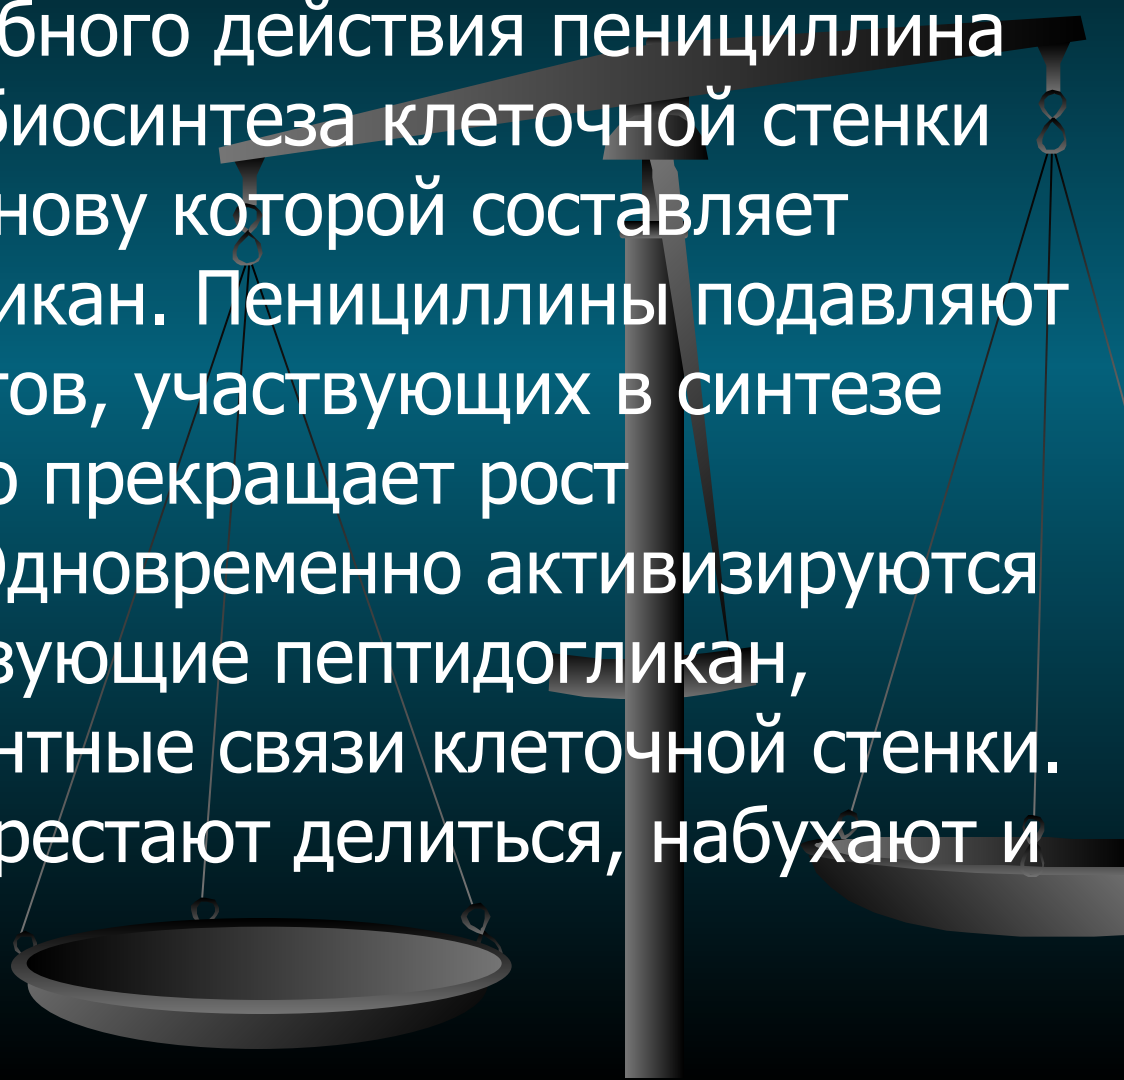 бного действия пенициллина
биосинтеза клеточной стенки
нову которой составляет
икан. Пенициллины подавляют
тов, участвующих в синтезе
о прекращает рост
Одновременно активизируются
зующие пептидогликан,
нтные связи клеточной стенки.
рестают делиться, набухают и